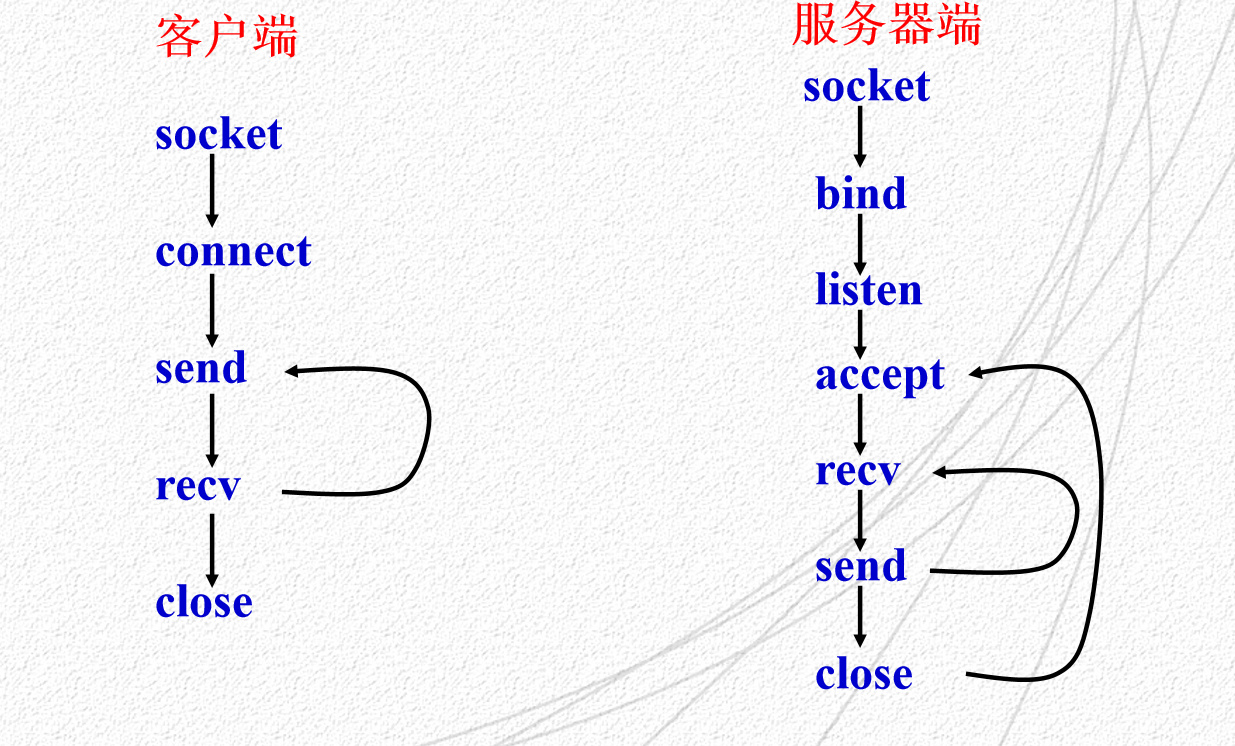 客户端
socket
connect
send
recv
close
服务器端
socket
bind
listen
accept
recv
send
close